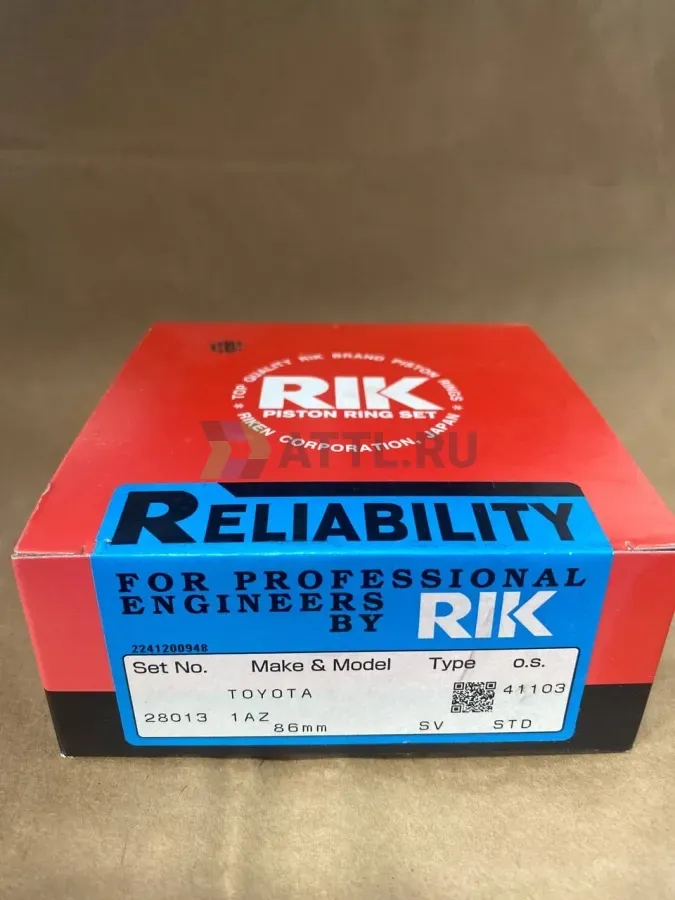 * TOP QUALITY RIK BRAND PISTON RINGS *
RIK
PISTON RING SET
RIKEN CORPORATION, JAPAN
ATTL.RU
RELIABILITY
FOR PROFESSIONAL
ENGINEERS
BY RIK
2241200948
Set No. Make & Model Type o.s.
TOYOTA 41103
28013 1AZ 86mm SV STD